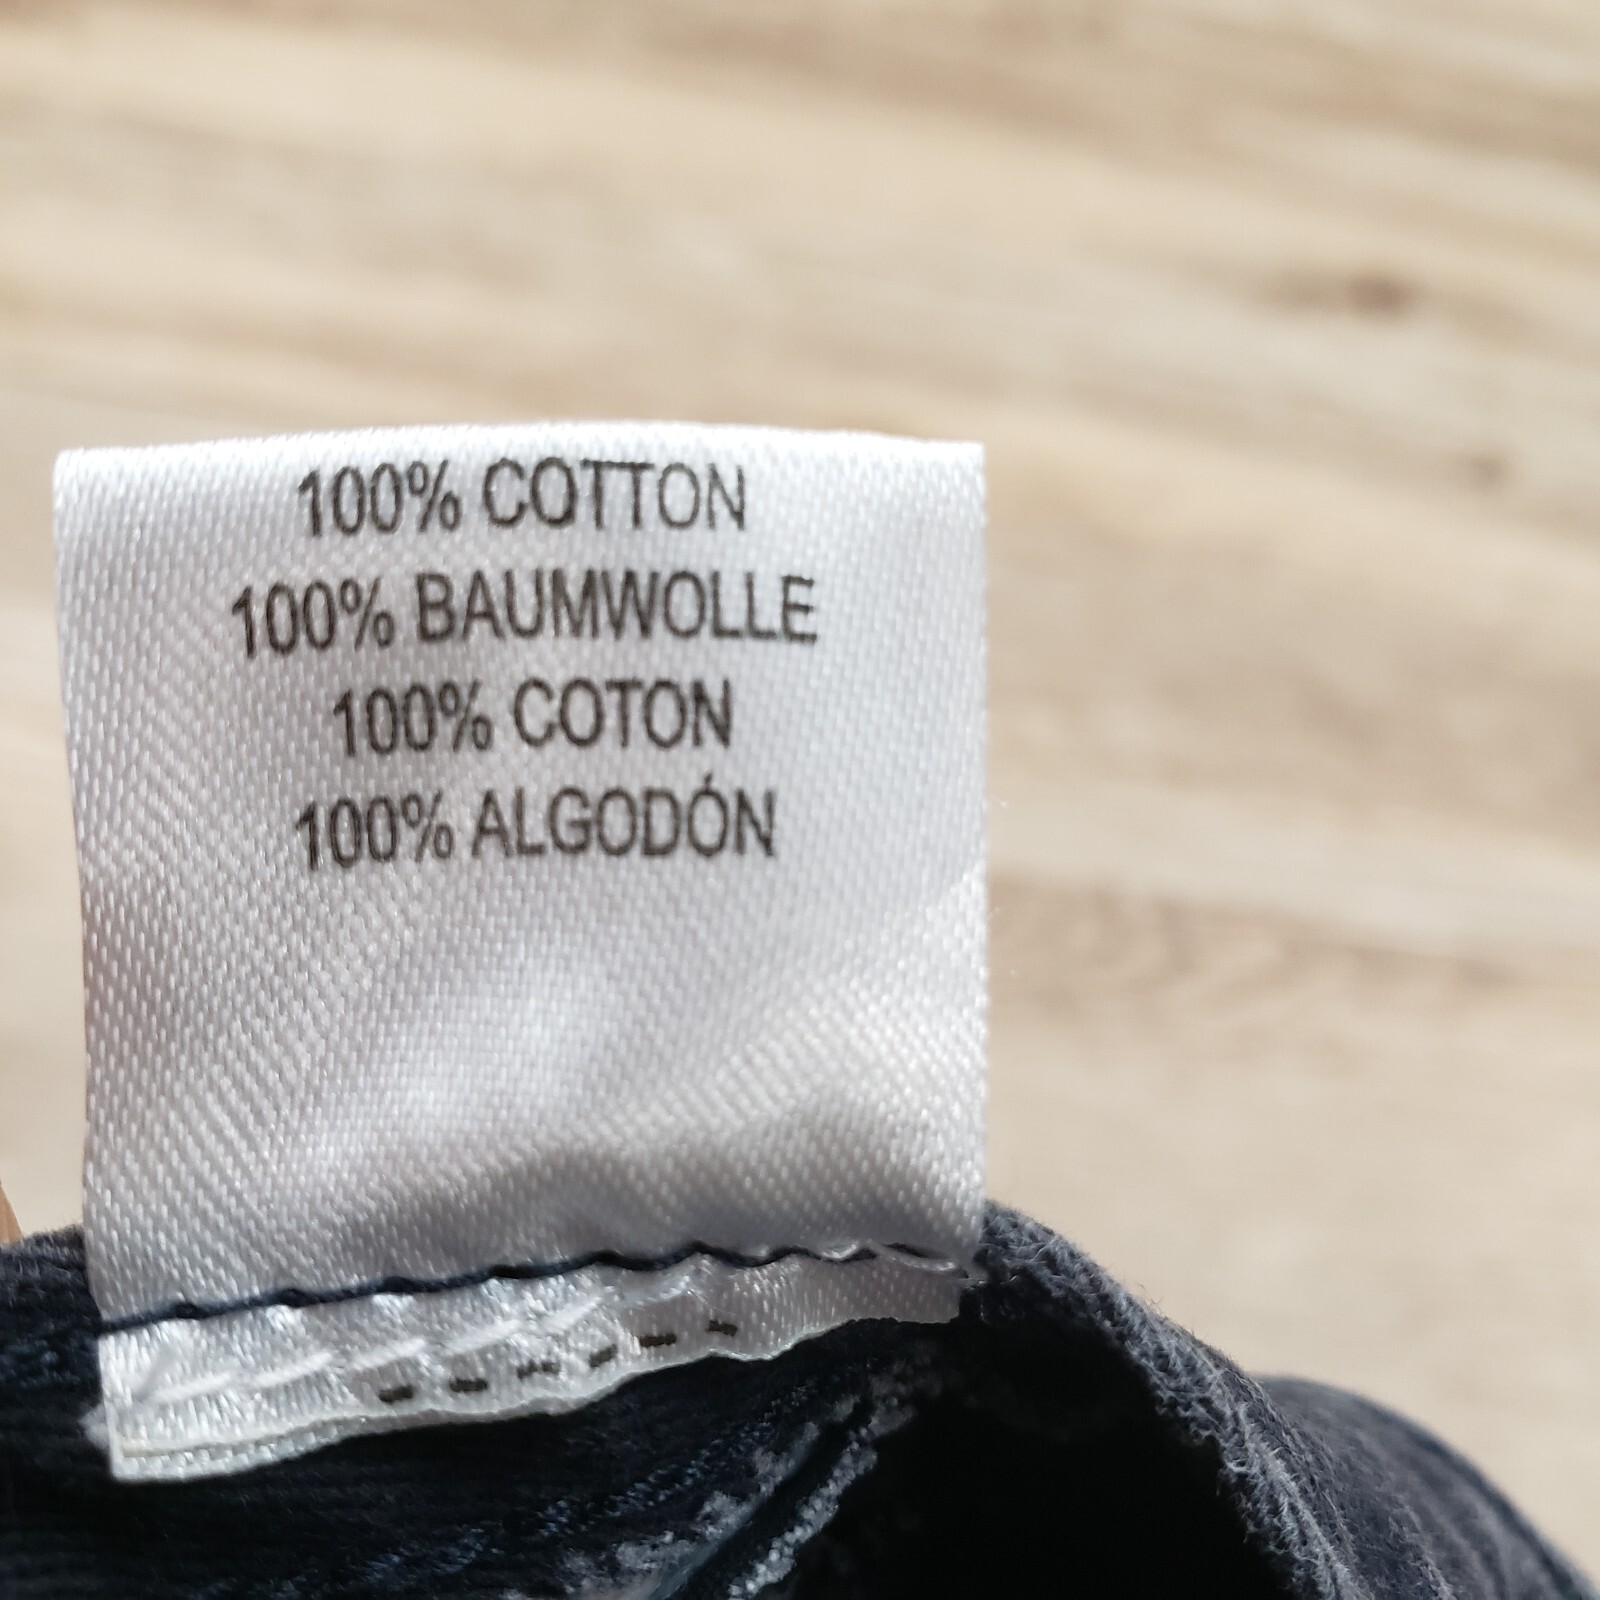 100% COTTON
100% BAUMWOLLE
100% COTON
100% ALGODÓN